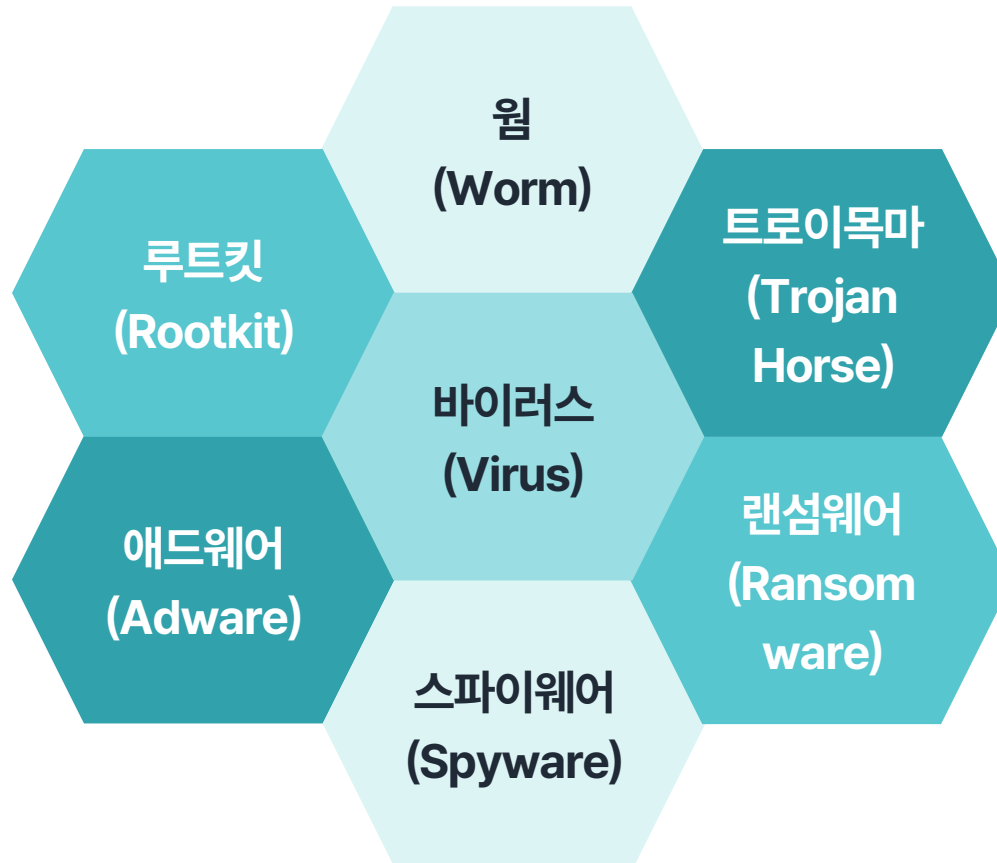 웜
(Worm)
루트킷
(Rootkit)
트로이목마
(Trojan
Horse)
바이러스
(Virus)
애드웨어
(Adware)
랜섬웨어
(Ransom
ware)
스파이웨어
(Spyware)